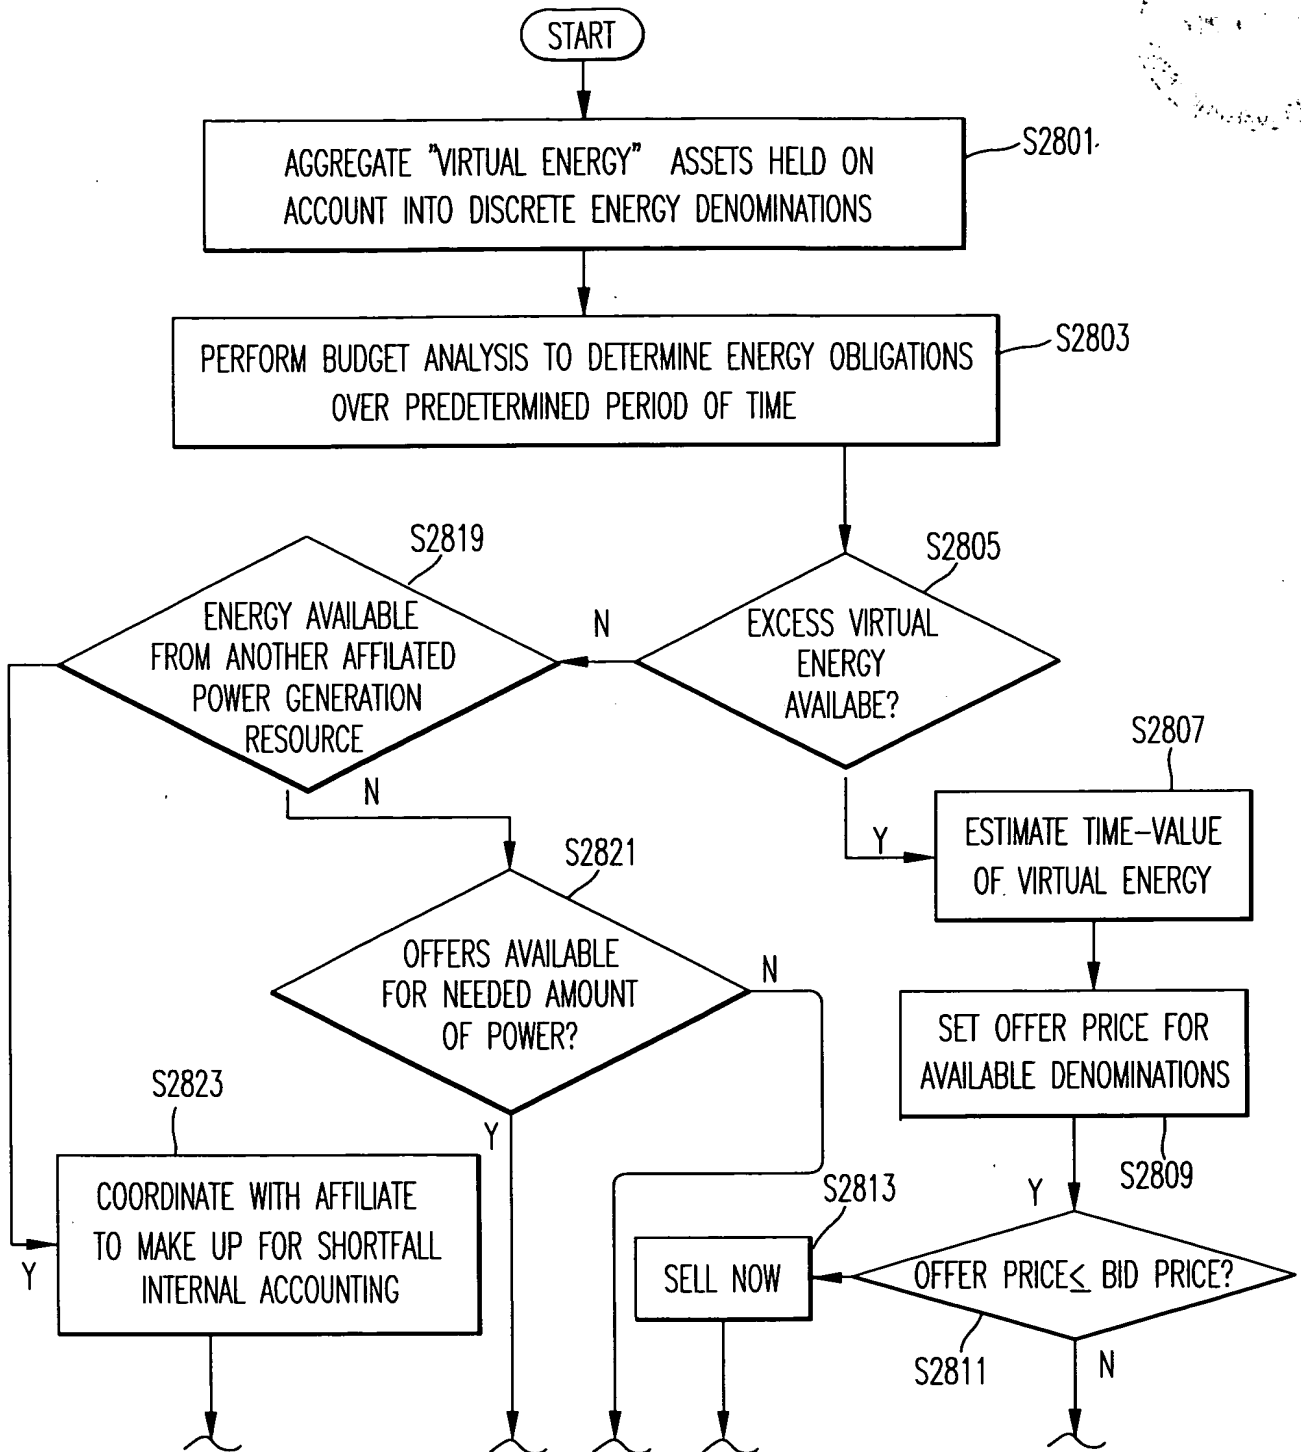 START
AGGREGATE "VIRTUAL ENERGY" ASSETS HELD ON
ACCOUNT INTO DISCRETE ENERGY DENOMINATIONS
S2801
PERFORM BUDGET ANALYSIS TO DETERMINE ENERGY OBLIGATIONS
OVER PREDETERMINED PERIOD OF TIME
S2803
S2819
ENERGY AVAILABLE
FROM ANOTHER AFFILATED
POWER GENERATION
RESOURCE
N
S2805
EXCESS VIRTUAL
ENERGY
AVAILABE?
N
Y
S2807
ESTIMATE TIME-VALUE
OF VIRTUAL ENERGY
S2821
OFFERS AVAILABLE
FOR NEEDED AMOUNT
OF POWER?
N
Y
SET OFFER PRICE FOR
AVAILABLE DENOMINATIONS
S2809
S2823
COORDINATE WITH AFFILIATE
TO MAKE UP FOR SHORTFALL
INTERNAL ACCOUNTING
Y
S2813
SELL NOW
Y
OFFER PRICE≤ BID PRICE?
S2811
N